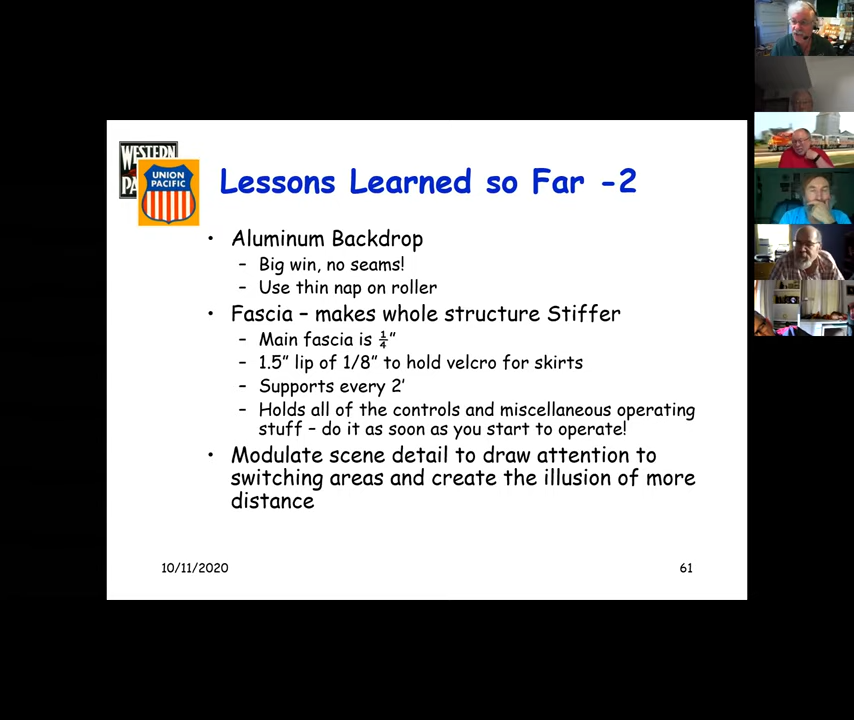 WESTERN
PA
UNION
PACIFIC
Lessons Learned so Far -2
• Aluminum Backdrop
– Big win, no seams!
– Use thin nap on roller
• Fascia – makes whole structure Stiffer
– Main fascia is ¼”
– 1.5” lip of 1/8” to hold velcro for skirts
– Supports every 2’
– Holds all of the controls and miscellaneous operating
stuff – do it as soon as you start to operate!
• Modulate scene detail to draw attention to
switching areas and create the illusion of more
distance
10/11/2020
61